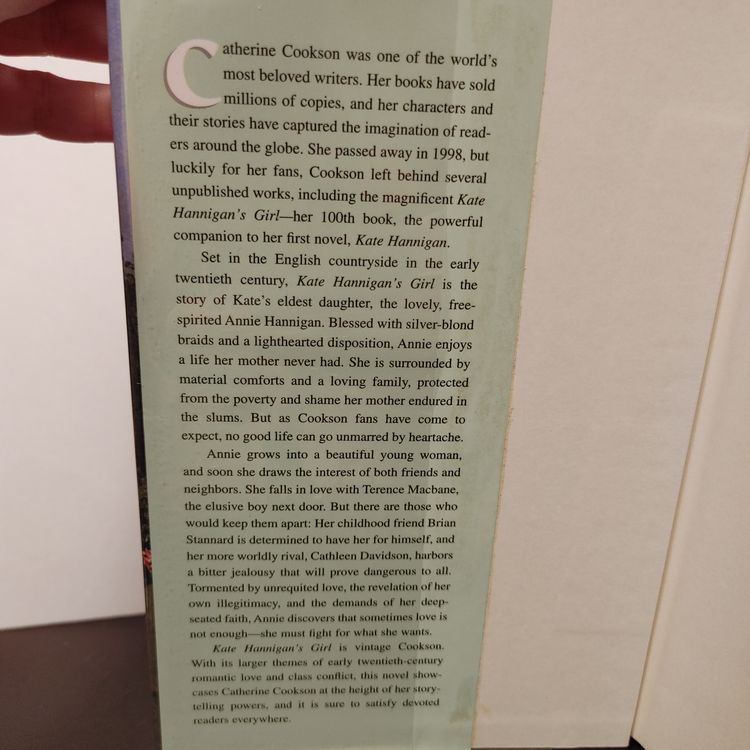 Catherine Cookson was one of the world's
most beloved writers. Her books have sold
millions of copies, and her characters and
their stories have captured the imagination of read-
ers around the globe. She passed away in 1998, but
luckily for her fans, Cookson left behind several
unpublished works, including the magnificent Kate
Hannigan's Girl—her 100th book, the powerful
companion to her first novel, Kate Hannigan.
Set in the English countryside in the early
twentieth century, Kate Hannigan's Girl is the
story of Kate's eldest daughter, the lovely, free-
spirited Annie Hannigan. Blessed with silver-blond
braids and a lighthearted disposition, Annie enjoys
a life her mother never had. She is surrounded by
material comforts and a loving family, protected
from the poverty and shame her mother endured in
the slums. But as Cookson fans have come to
expect, no good life can go unmarred by heartache.
Annie grows into a beautiful young woman,
and soon she draws the interest of both friends and
neighbors. She falls in love with Terence Macbane,
the elusive boy next door. But there are those who
would keep them apart: Her childhood friend Brian
Stannard is determined to have her for himself, and
her more worldly rival, Cathleen Davidson, harbors
a bitter jealousy that will prove dangerous to all.
Tormented by unrequited love, the revelation of her
own illegitimacy, and the demands of her deep-
seated faith, Annie discovers that sometimes love is
not enough—she must fight for what she wants.
Kate Hannigan's Girl is vintage Cookson.
With its larger themes of early twentieth-century
romantic love and class conflict, this novel show-
cases Catherine Cookson at the height of her story-
telling powers, and it is sure to satisfy devoted
readers everywhere.